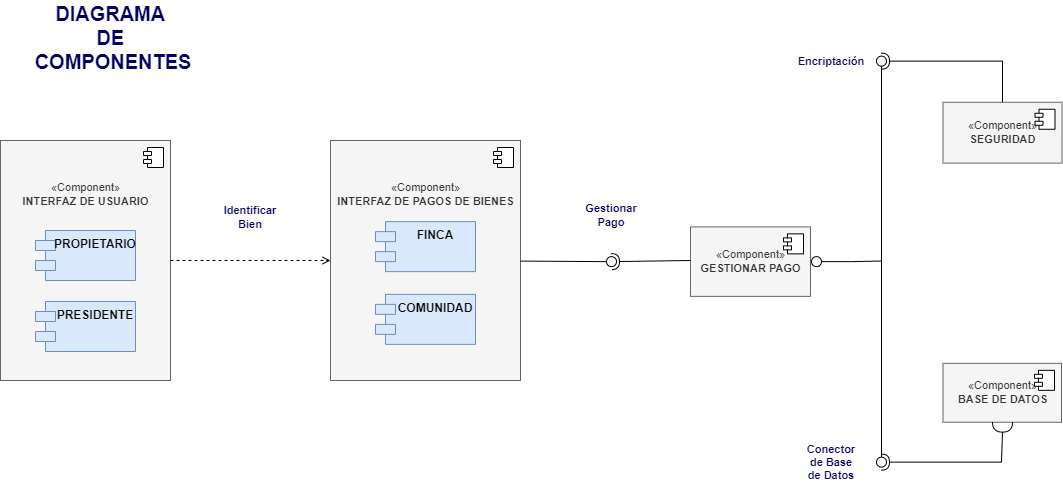 DIAGRAMA
DE
COMPONENTES
«Component»
INTERFAZ DE USUARIO
PROPIETARIO
PRESIDENTE
Identificar
Bien
«Component»
INTERFAZ DE PAGOS DE BIENES
FINCA
COMUNIDAD
Gestionar
Pago
«Component»
GESTIONAR PAGO
Encriptación
«Component»
SEGURIDAD
«Component»
BASE DE DATOS
Conector
de Base
de Datos